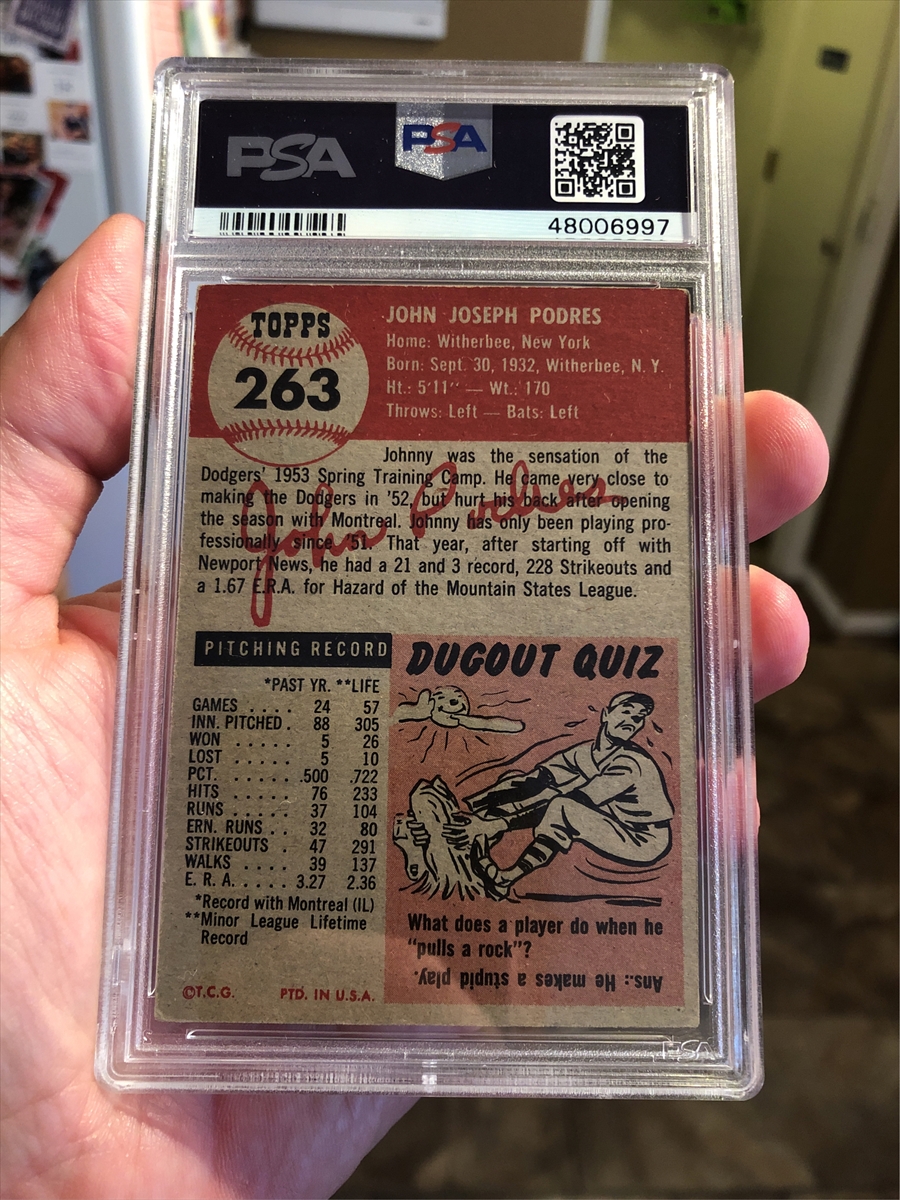 PSA PSA
48006997
TOPPS
263
JOHN JOSEPH PODRES
Home: Witherbee, New York
Born: Sept. 30, 1932, Witherbee, N. Y.
Ht.: 5'11" — Wt.: 170
Throws: Left — Bats: Left
Johnny was the sensation of the
Dodgers' 1953 Spring Training Camp. He came very close to
making the Dodgers in '52, but hurt his back after opening
the season with Montreal. Johnny has only been playing pro-
fessionally since '51. That year, after starting off with
Newport News, he had a 21 and 3 record, 228 Strikeouts and
a 1.67 E.R.A. for Hazard of the Mountain States League.
John Podres
PITCHING RECORD
*PAST YR. **LIFE
GAMES . . . . 24 57
INN. PITCHED . 88 305
WON . . . . . 5 26
LOST . . . . . 5 10
PCT. . . . . . .500 .722
HITS . . . . . 76 233
RUNS . . . . . 37 104
ERN. RUNS . . 32 80
STRIKEOUTS . 47 291
WALKS . . . . 39 137
E. R. A. . . . . 3.27 2.36
*Record with Montreal (IL)
**Minor League Lifetime
Record
©T.C.G. PTD. IN U.S.A.
DUGOUT QUIZ
What does a player do when he
"pulls a rock"?
Ans.: He makes a stupid play.
PSA